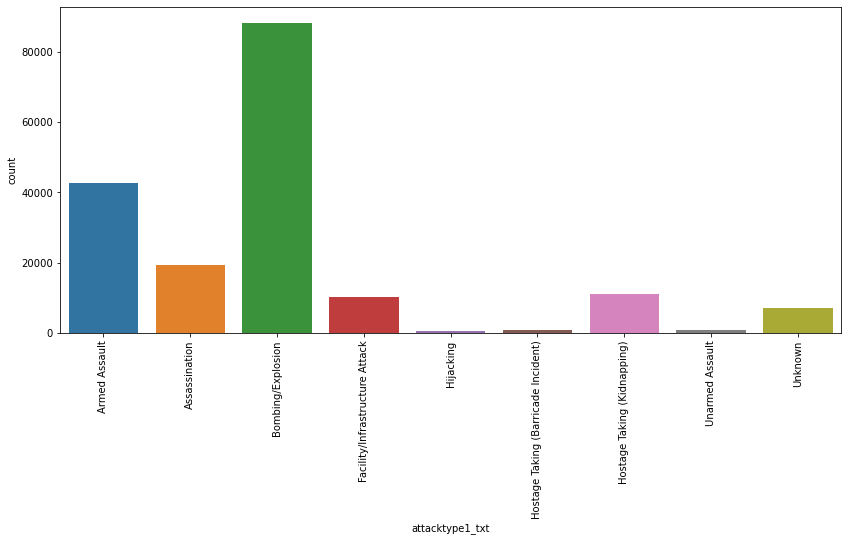 80000
60000
40000
20000
0
count
Armed Assault
Assassination
Bombing/Explosion
Facility/Infrastructure Attack
Hijacking
Hostage Taking (Barricade Incident)
Hostage Taking (Kidnapping)
Unarmed Assault
Unknown
attacktype1_txt